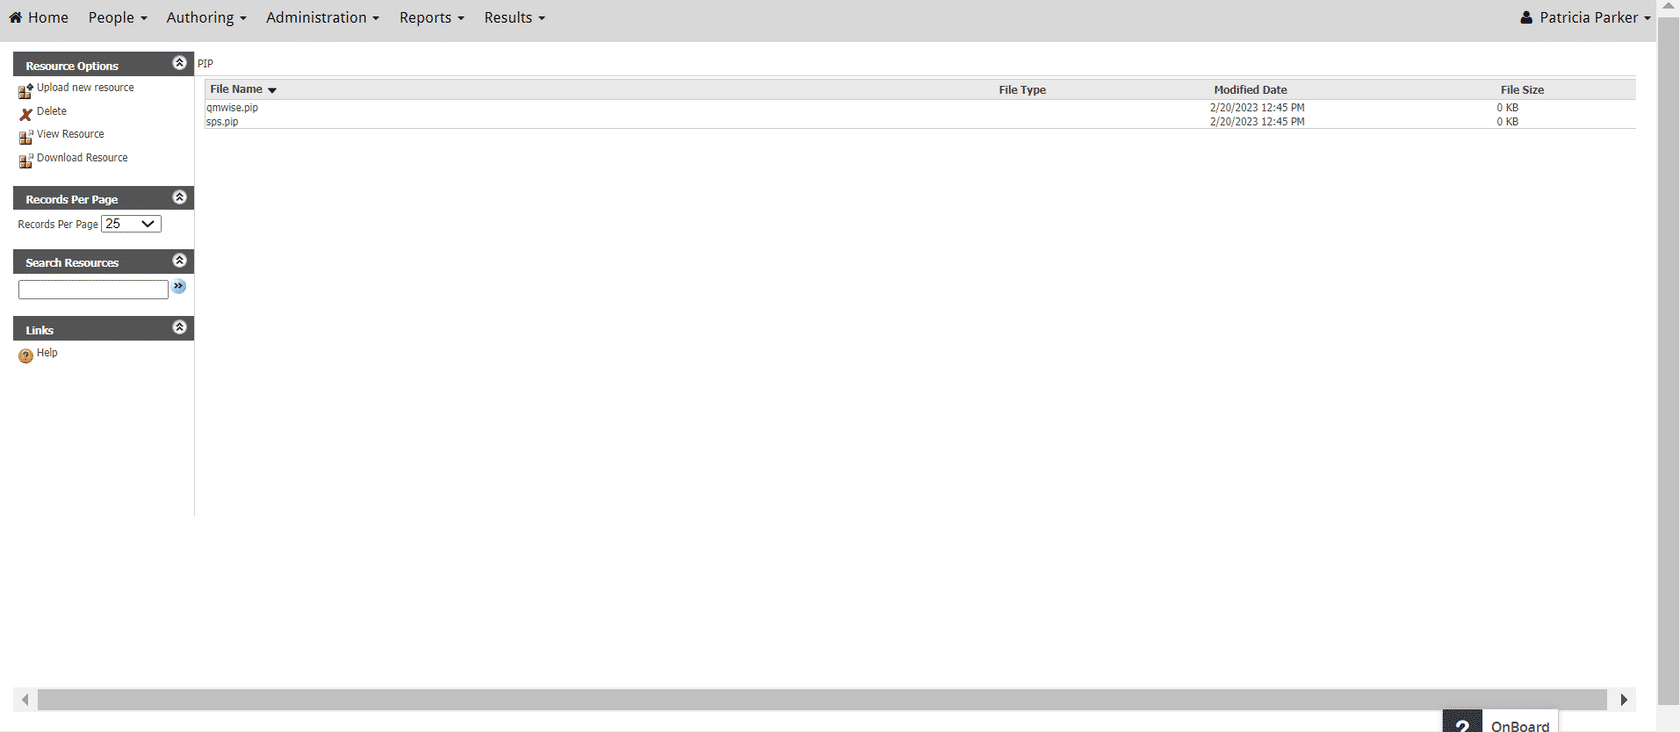 Home People Authoring Administration Reports Results Patricia Parker
Resource Options
Upload new resource
Delete
View Resource
Download Resource
Records Per Page
Records Per Page 25
Search Resources
Links
Help
PIP
File Name File Type Modified Date File Size
qmwise.pip 2/20/2023 12:45 PM 0 KB
sps.pip 2/20/2023 12:45 PM 0 KB
? OnBoard